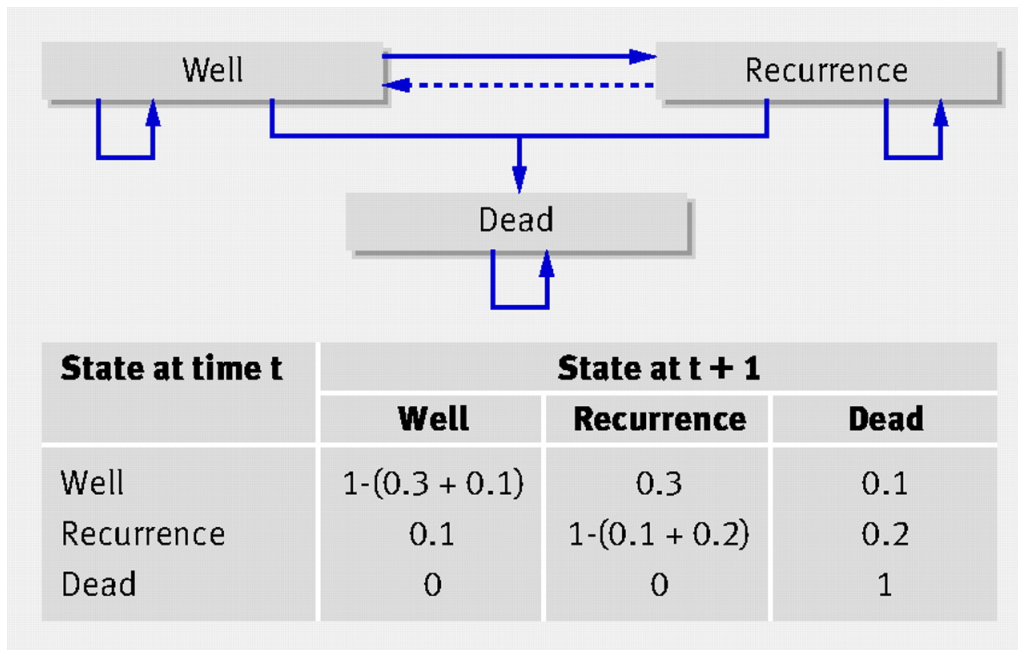 Well
Recurrence
Dead
State at time t
State at t + 1
Well Recurrence Dead
Well 1-(0.3 + 0.1) 0.3 0.1
Recurrence 0.1 1-(0.1 + 0.2) 0.2
Dead 0 0 1